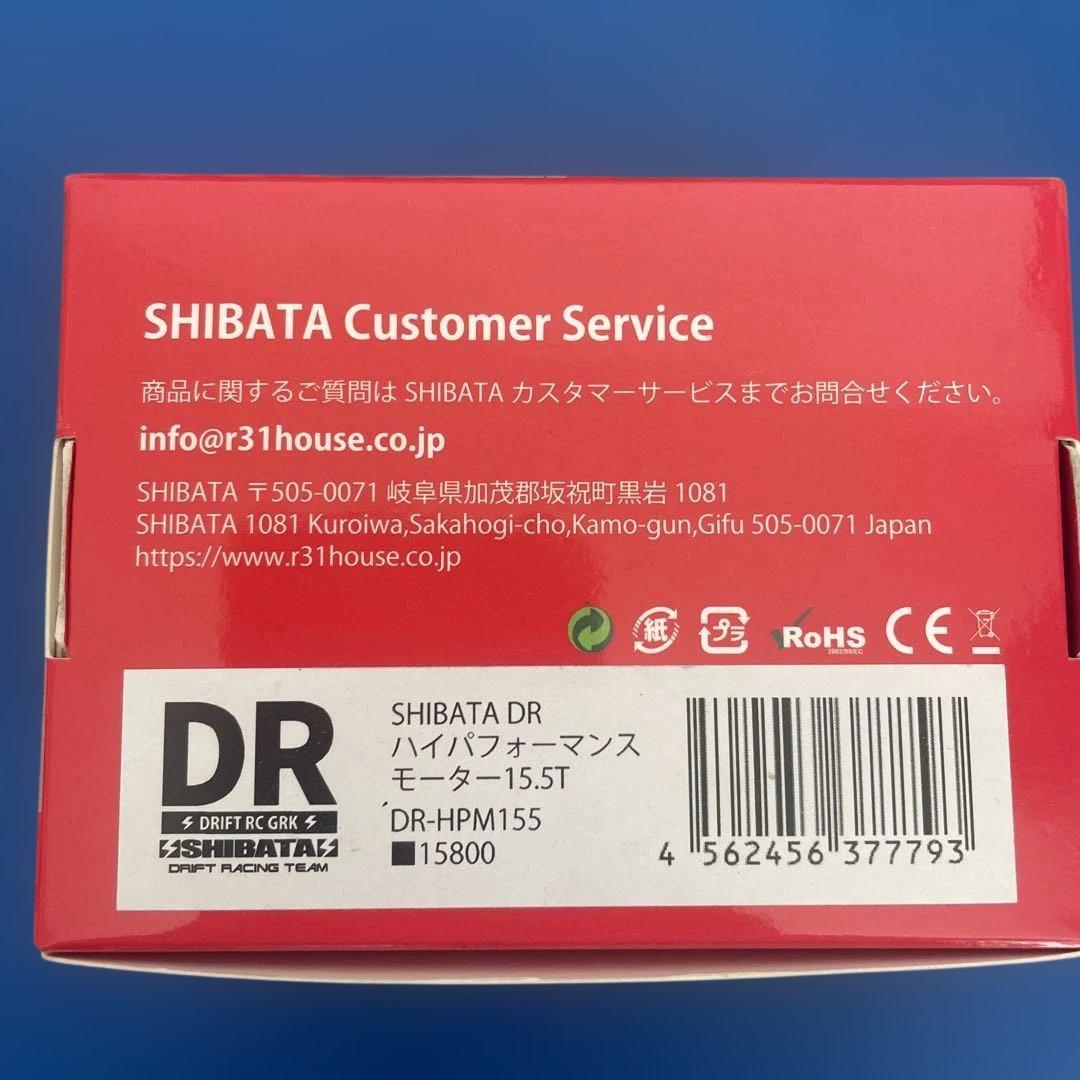 SHIBATA Customer Service
商品に関するご質問は SHIBATA カスタマーサービスまでお問合せください。
info@r31house.co.jp
SHIBATA 〒505-0071 岐阜県加茂郡坂祝町黒岩 1081
SHIBATA 1081 Kuroiwa,Sakahogi-cho,Kamo-gun,Gifu 505-0071 Japan
https://www.r31house.co.jp
紙 プラ RoHS CE
2002/95/EC
DR
DRIFT RC GRK
SHIBATA
DRIFT RACING TEAM
SHIBATA DR
ハイパフォーマンス
モーター15.5T
DR-HPM155
■15800
4 562456 377793